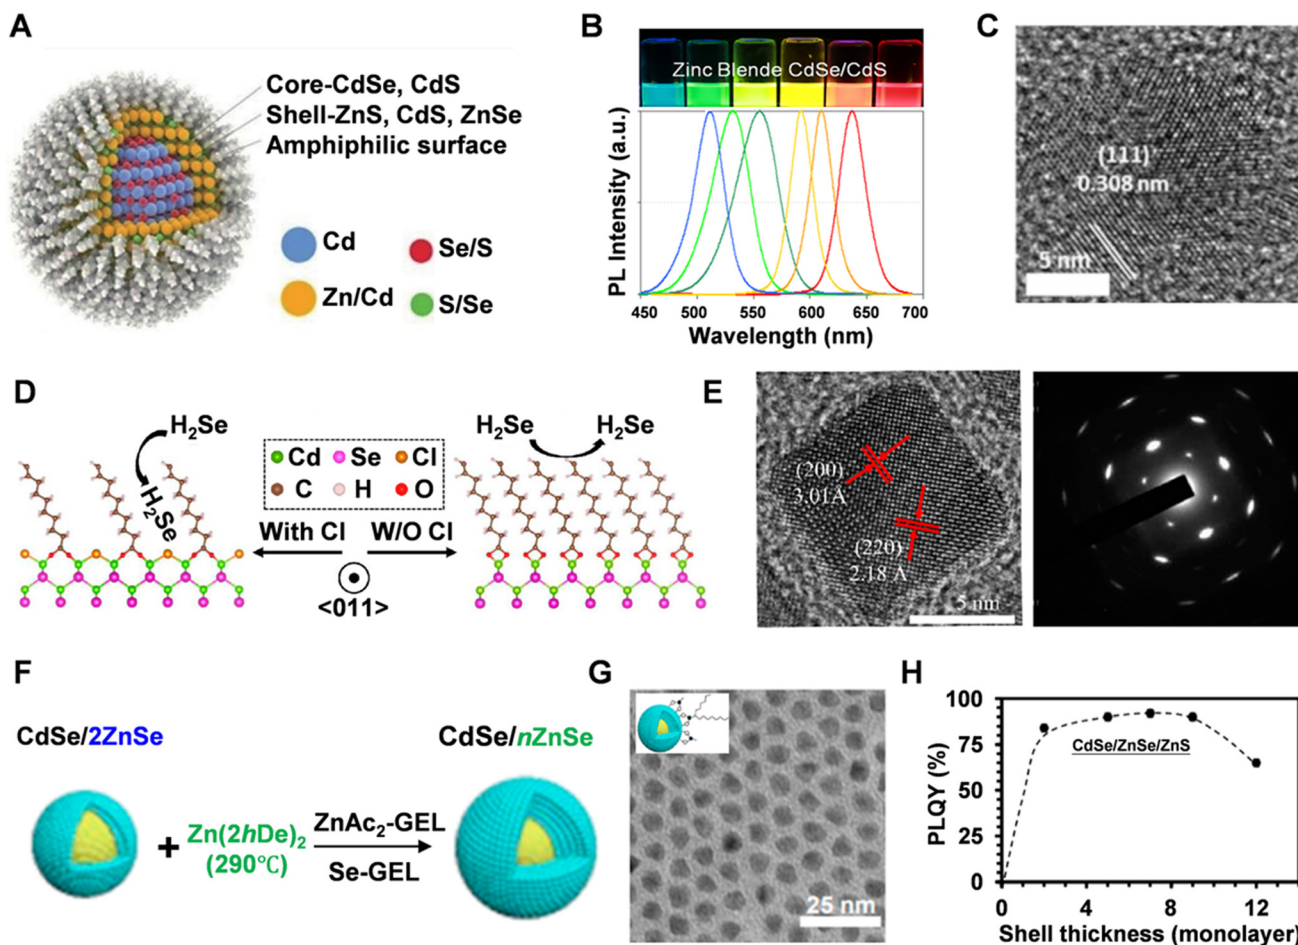 A
Core-CdSe, CdS
Shell-ZnS, CdS, ZnSe
Amphiphilic surface
Cd
Se/S
Zn/Cd
S/Se
B
Zinc Blende CdSe/CdS
PL Intensity (a.u.)
450 500 550 600 650 700
Wavelength (nm)
C
(111)
0.308 nm
5 nm
D
H₂Se
H₂Se
H₂Se H₂Se
Cd Se Cl
C H O
With Cl W/O Cl
<011>
E
(200)
3.01Å
(220)
2.18 Å
5 nm
F
CdSe/2ZnSe
CdSe/nZnSe
+ Zn(2hDe)₂
(290℃)
ZnAc₂-GEL
Se-GEL
G
25 nm
H
100
75
50
25
0
PLQY (%)
CdSe/ZnSe/ZnS
0 4 8 12
Shell thickness (monolayer)